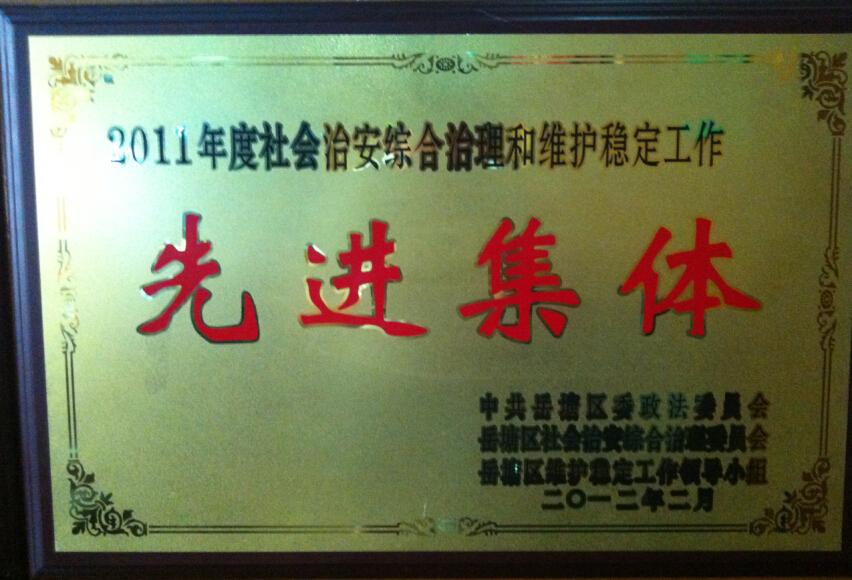 2011年度社会治安综合治理和维护稳定工作
先进集体
中共岳塘区委政法委员会
岳塘区社会治安综合治理委员会
岳塘区维护稳定工作领导小组
二〇一二年二月